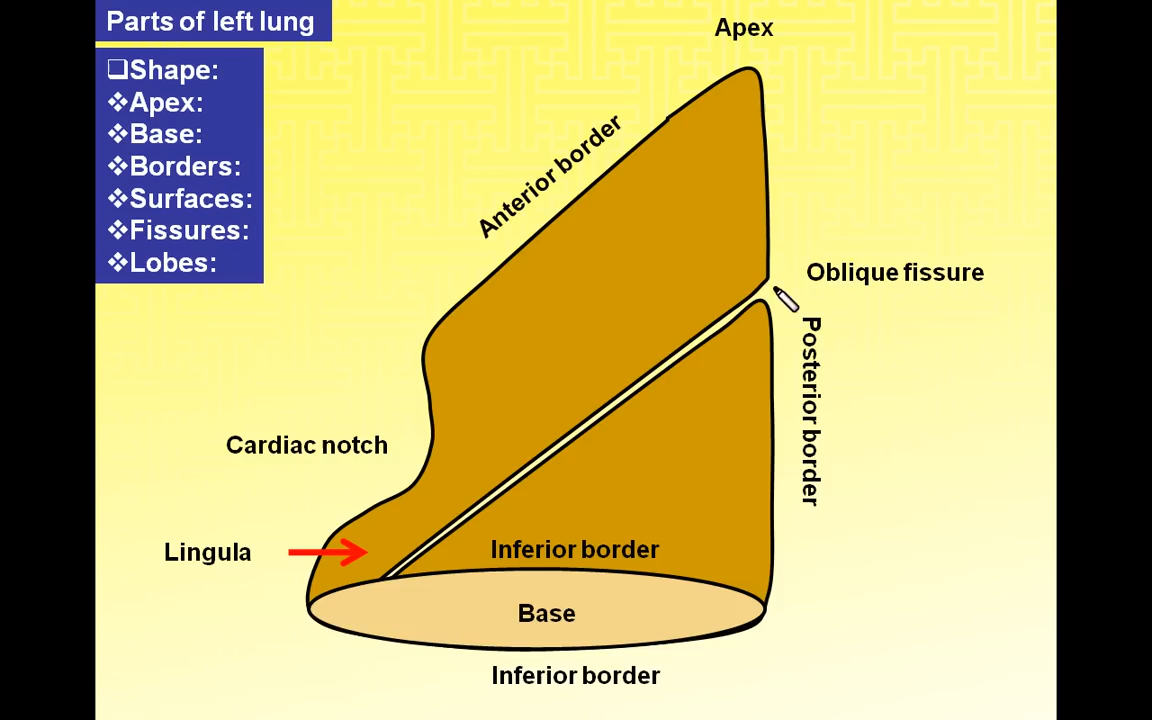 Parts of left lung
❑Shape:
❖Apex:
❖Base:
❖Borders:
❖Surfaces:
❖Fissures:
❖Lobes:
Apex
Anterior border
Oblique fissure
Posterior border
Cardiac notch
Lingula
Inferior border
Base
Inferior border